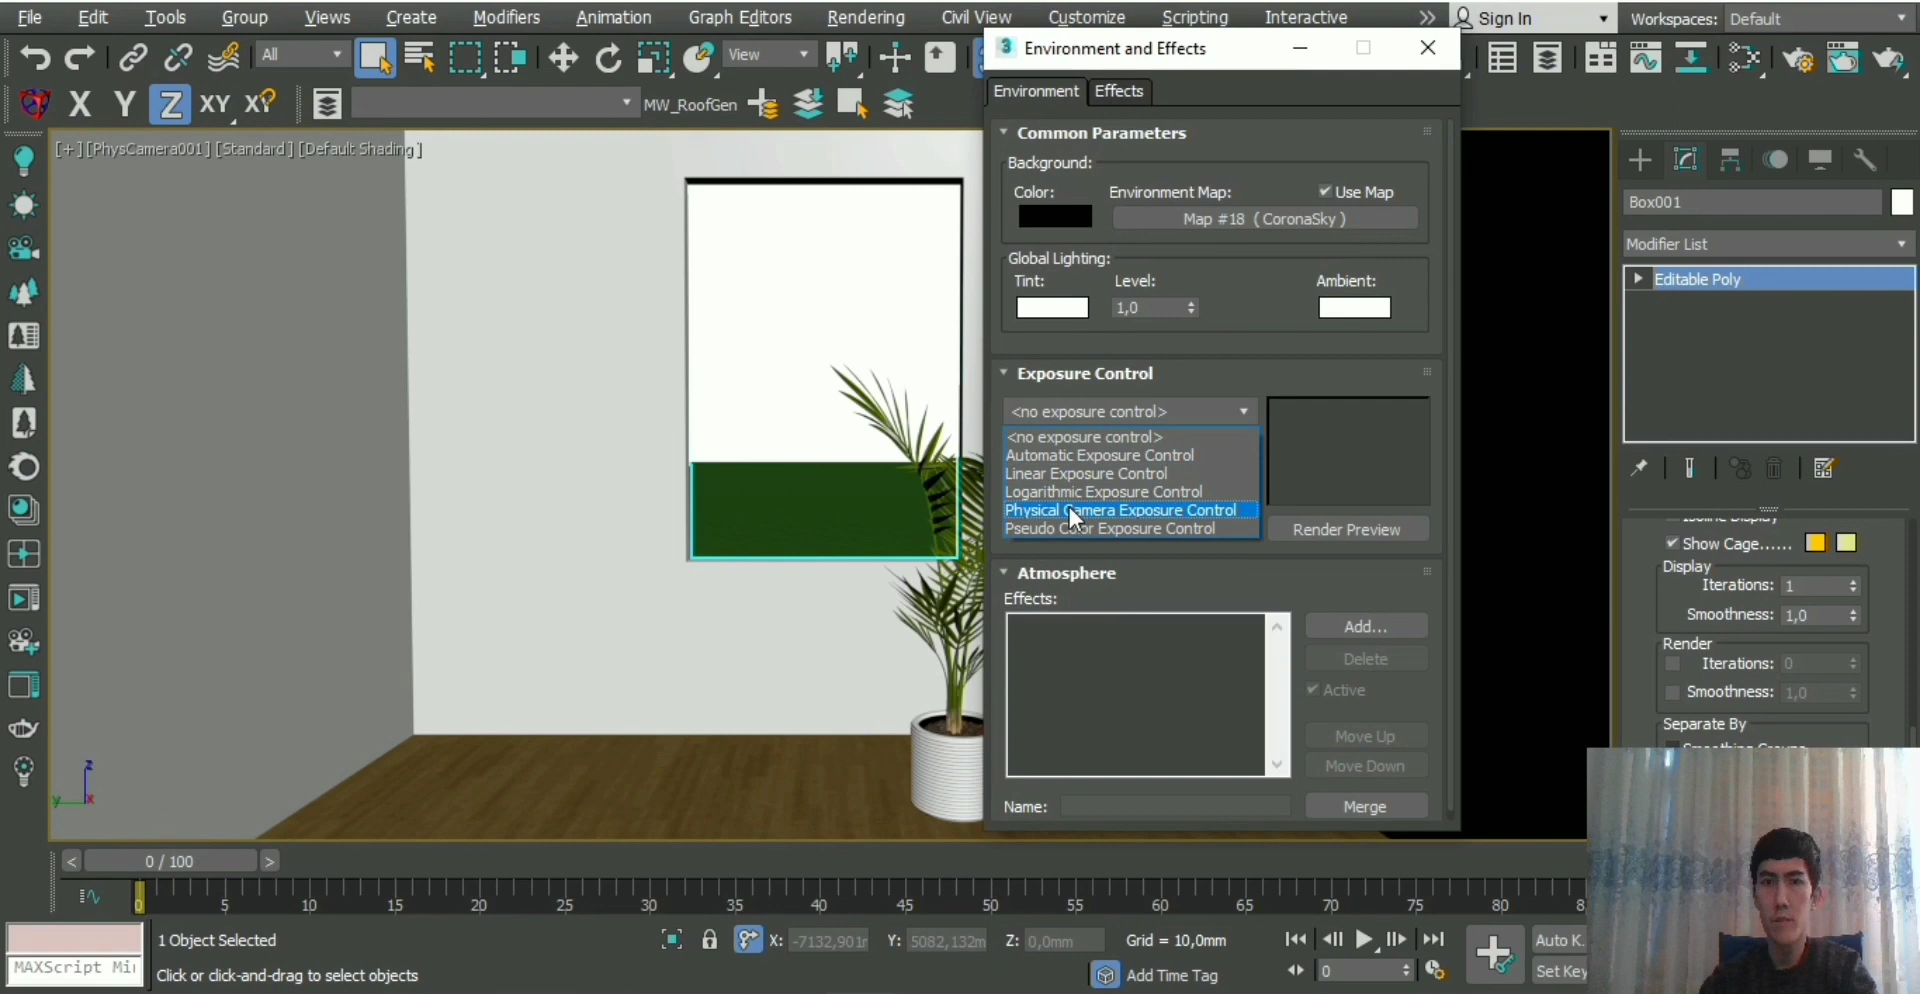 File Edit Tools Group Views Create Modifiers Animation Graph Editors Rendering Civil View Customize Scripting Interactive Sign In Workspaces: Default
All View
X Y Z XY XY MW_RoofGen
Environment and Effects
Environment Effects
[+] [PhysCamera001] [Standard] [Default Shading]
Common Parameters
Background:
Color: Environment Map: Use Map
Map #18 ( CoronaSky )
Global Lighting:
Tint: Level: Ambient:
1,0
Exposure Control
<no exposure control>
<no exposure control>
Automatic Exposure Control
Linear Exposure Control
Logarithmic Exposure Control
Physical Camera Exposure Control
Pseudo Color Exposure Control
Render Preview
Atmosphere
Effects:
Add...
Delete
Active
Move Up
Move Down
Name: Merge
Box001
Modifier List
Editable Poly
Isoline Display
Show Cage......
Display
Iterations: 1
Smoothness: 1,0
Render
Iterations: 0
Smoothness: 1,0
Separate By
Smoothing Groups
z
y x
< 0 / 100 >
0 5 10 15 20 25 30 35 40 45 50 55 60 65 70 75 80
MAXScript Mi
1 Object Selected
Click or click-and-drag to select objects
X: -7132,901 Y: 5082,132m Z: 0,0mm Grid = 10,0mm
Add Time Tag
0
Auto K
Set Key